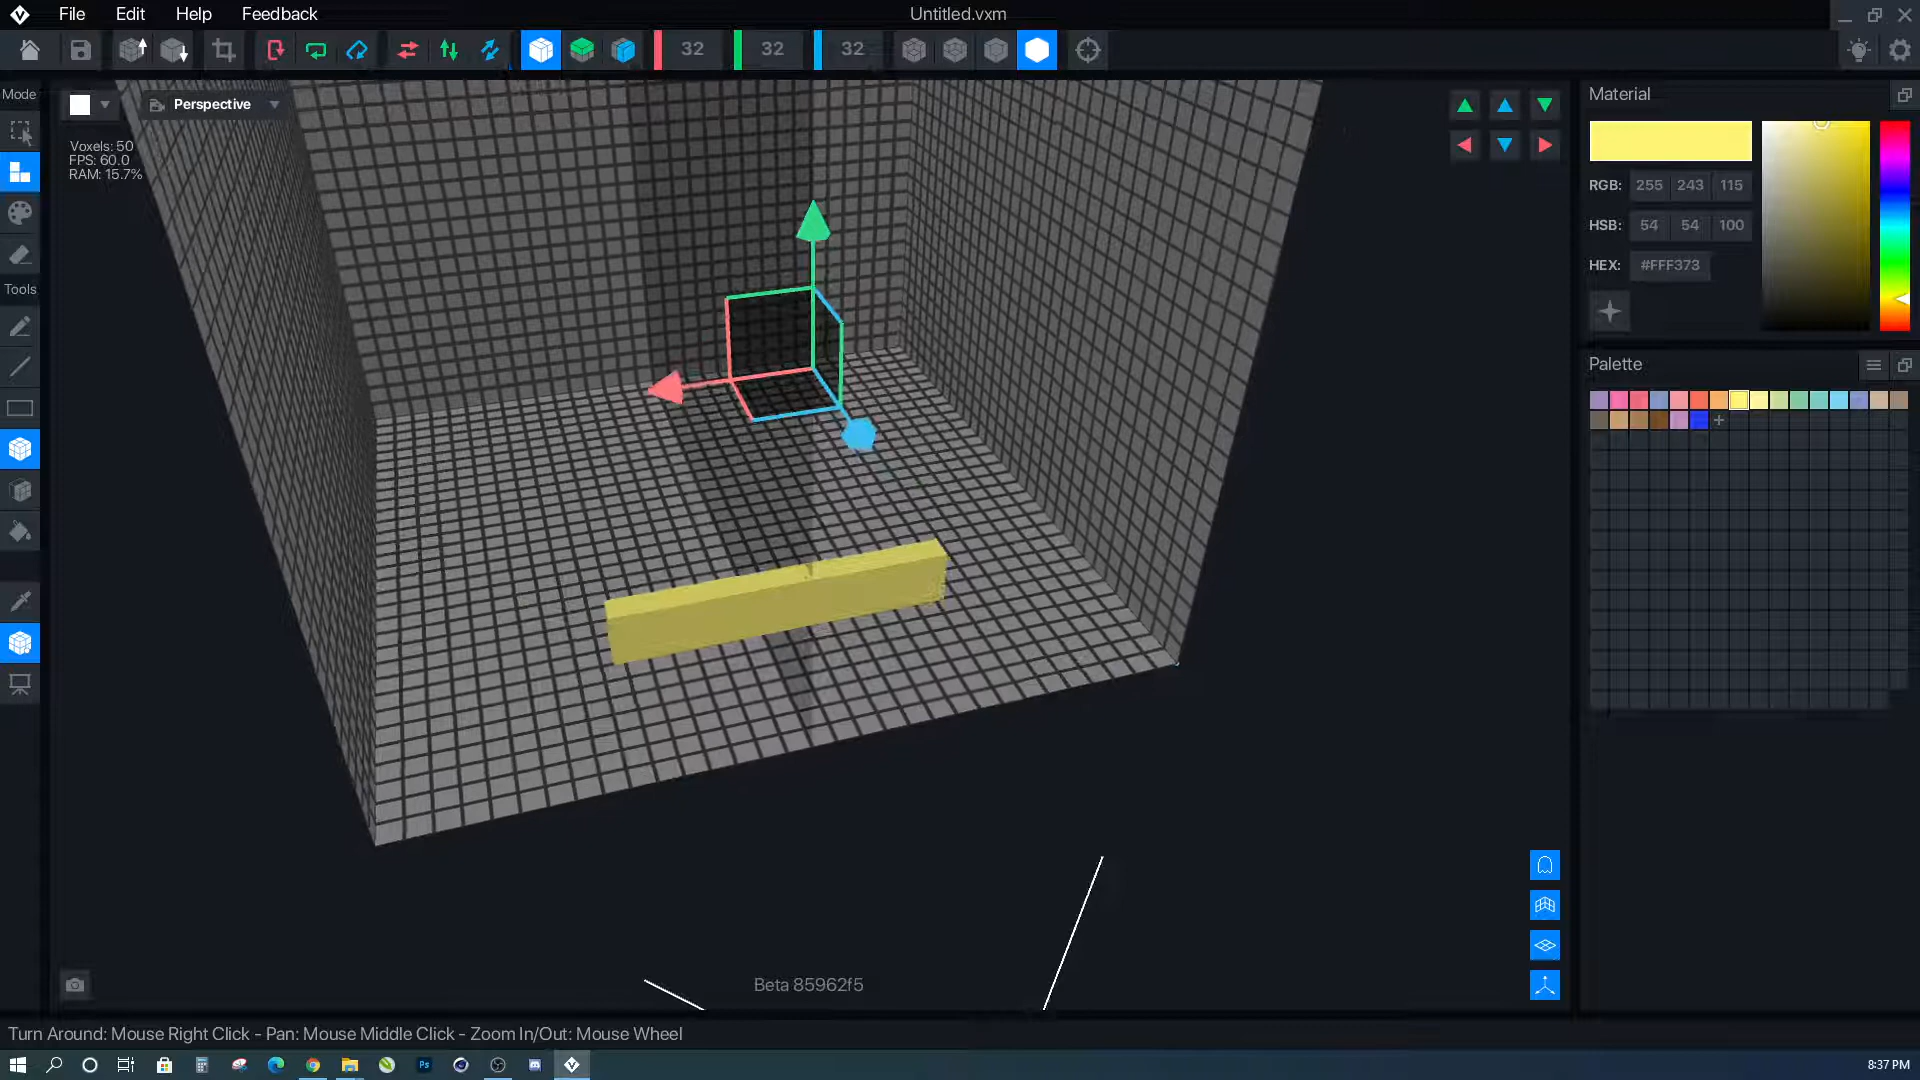 File Edit Help Feedback Untitled.vxm
32 32 32
Mode
Perspective
Voxels: 50
FPS: 60.0
RAM: 15.7%
Tools
Material
RGB: 255 243 115
HSB: 54 54 100
HEX: #FFF373
Palette
Beta 85962f5
Turn Around: Mouse Right Click - Pan: Mouse Middle Click - Zoom In/Out: Mouse Wheel
Ps
8:37 PM